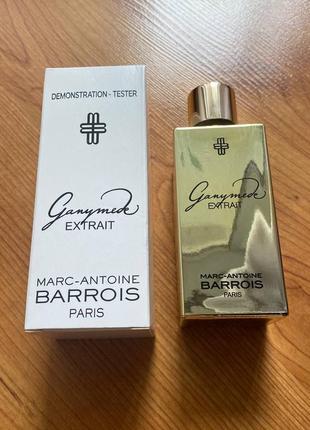 DEMONSTRATION - TESTER
Ganymede
EXTRAIT
MARC-ANTOINE
BARROIS
PARIS
Ganymede
EXTRAIT
MARC-ANTOINE
BARROIS
PARIS